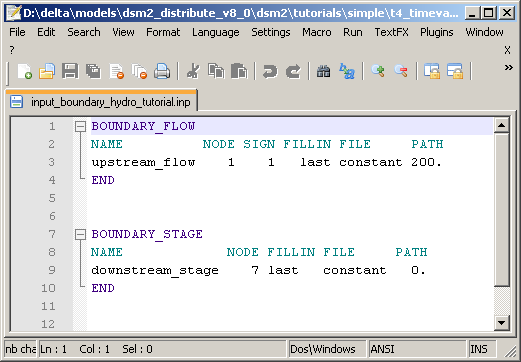 D:\delta\models\dsm2_distribute_v8_0\dsm2\tutorials\simple\t4_timeva...
File Edit Search View Format Language Settings Macro Run TextFX Plugins Window
? X
input_boundary_hydro_tutorial.inp
1 BOUNDARY_FLOW
2 NAME NODE SIGN FILLIN FILE PATH
3 upstream_flow 1 1 last constant 200.
4 END
5
6
7 BOUNDARY_STAGE
8 NAME NODE FILLIN FILE PATH
9 downstream_stage 7 last constant 0.
10 END
11
12
nb cha Ln : 1 Col : 1 Sel : 0 Dos\Windows ANSI INS